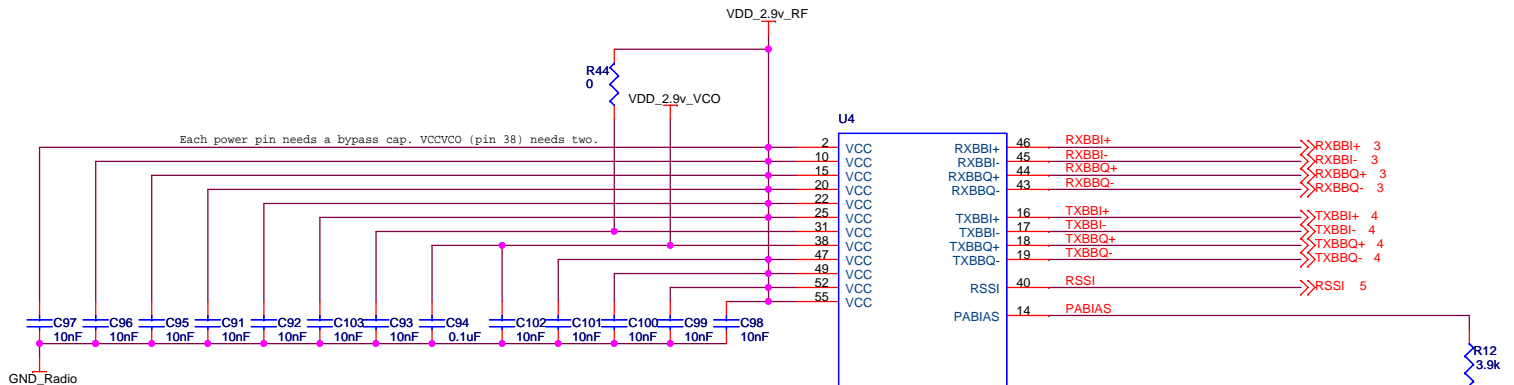 VDD_2.9v_RF
R44
0
VDD_2.9v_VCO
U4
Each power pin needs a bypass cap. VCCVCO (pin 38) needs two.
2 VCC RXBBI+ 46 RXBBI+ RXBBI+ 3
10 VCC RXBBI- 45 RXBBI- RXBBI- 3
15 VCC RXBBQ+ 44 RXBBQ+ RXBBQ+ 3
20 VCC RXBBQ- 43 RXBBQ- RXBBQ- 3
22 VCC
25 VCC TXBBI+ 16 TXBBI+ TXBBI+ 4
31 VCC TXBBI- 17 TXBBI- TXBBI- 4
38 VCC TXBBQ+ 18 TXBBQ+ TXBBQ+ 4
47 VCC TXBBQ- 19 TXBBQ- TXBBQ- 4
49 VCC
52 VCC RSSI 40 RSSI RSSI 5
55 VCC
PABIAS 14 PABIAS
C97 C96 C95 C91 C92 C103 C93 C94 C102 C101 C100 C99 C98
10nF 10nF 10nF 10nF 10nF 10nF 10nF 0.1uF 10nF 10nF 10nF 10nF 10nF
R12
3.9k
GND_Radio